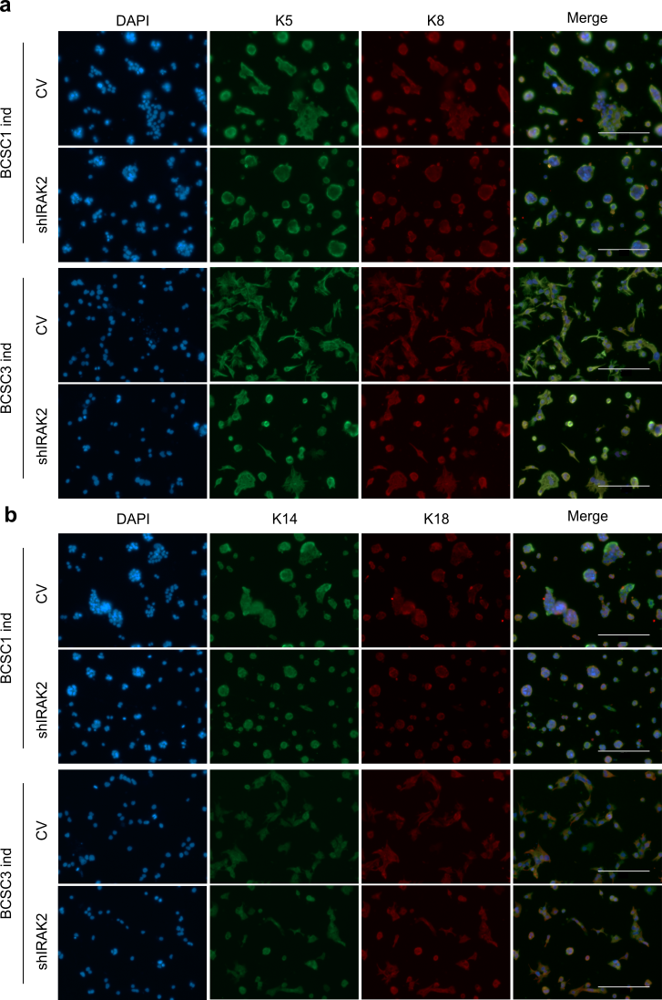 a
DAPI K5 K8 Merge
BCSC1 ind
CV
shIRAK2
BCSC3 ind
CV
shIRAK2
b
DAPI K14 K18 Merge
BCSC1 ind
CV
shIRAK2
BCSC3 ind
CV
shIRAK2